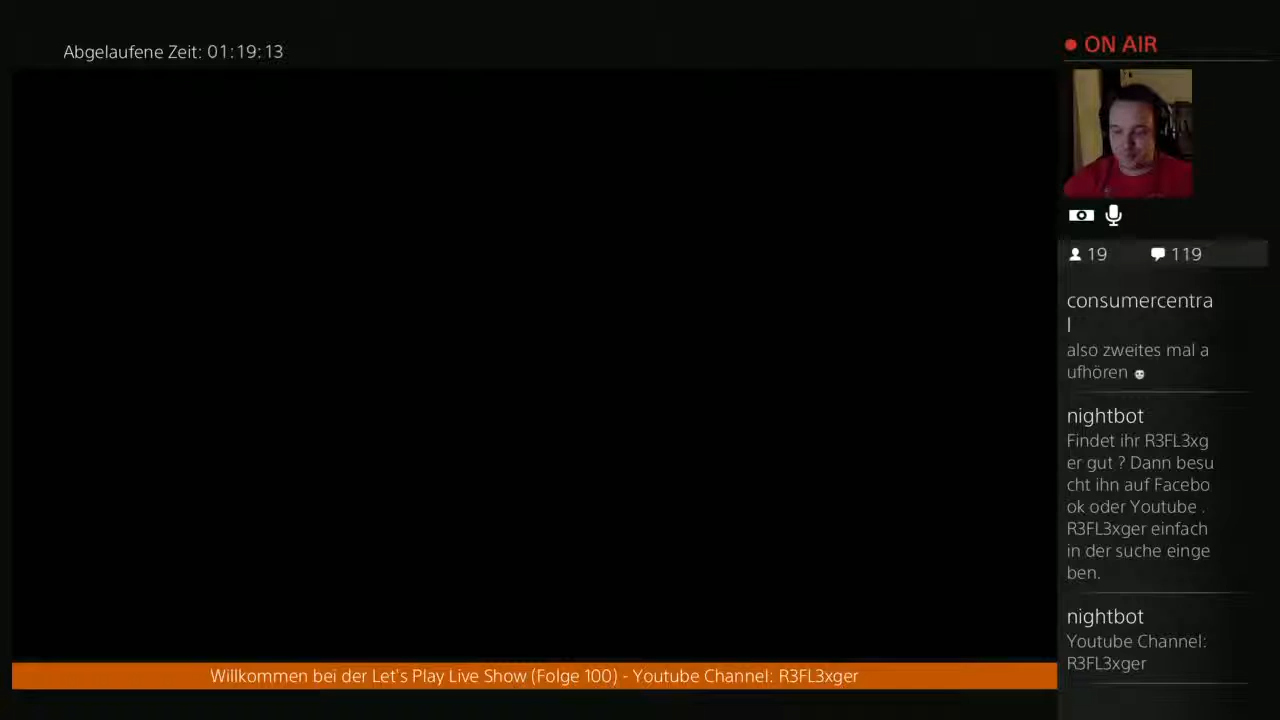 Abgelaufene Zeit: 01:19:13
ON AIR
19
119
consumercentra
l
also zweites mal a
ufhören
nightbot
Findet ihr R3FL3xg
er gut ? Dann besu
cht ihn auf Facebo
ok oder Youtube .
R3FL3xger einfach
in der suche einge
ben.
nightbot
Youtube Channel:
R3FL3xger
Willkommen bei der Let's Play Live Show (Folge 100) - Youtube Channel: R3FL3xger